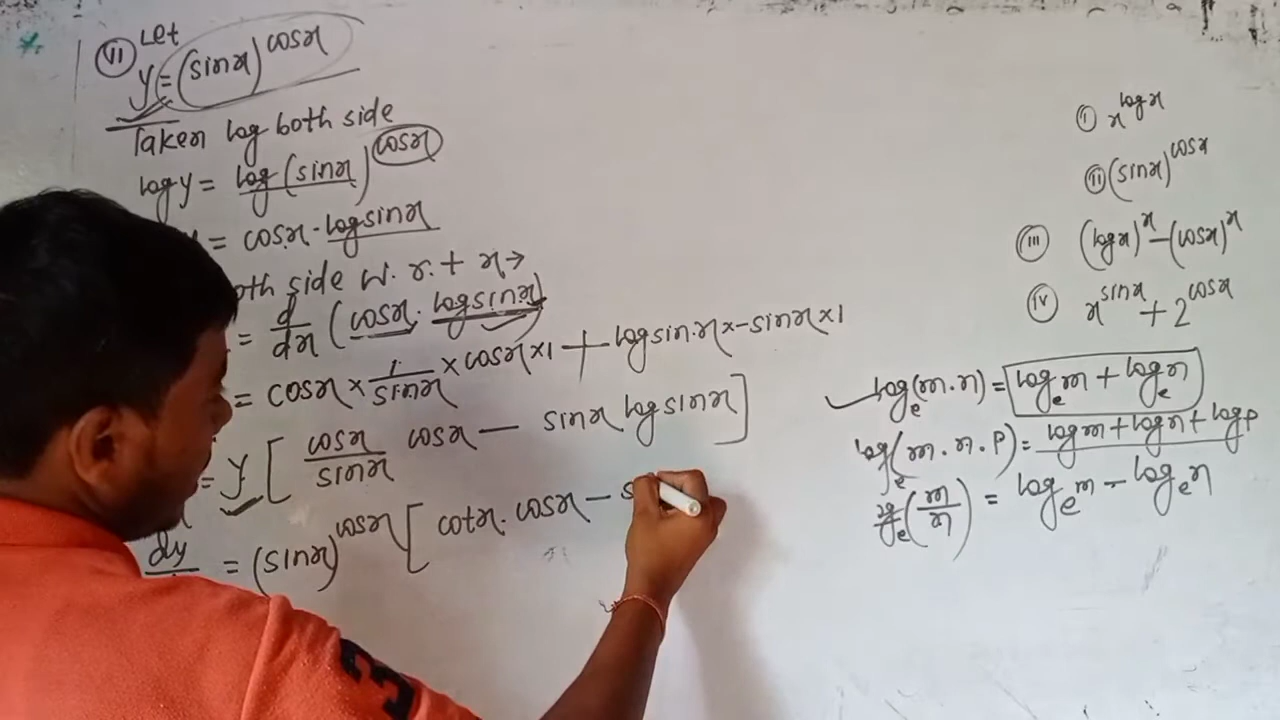 (VI) Let
y = (sinx)^cosx
Taken log both side
log y = log (sinx)^cosx
= cosx · log sinx
both side w. r. t x →
= d/dx (cosx · log sinx)
= cosx × 1/sinx × cosx × 1 + log sinx × - sinx × 1
= y [ cosx/sinx cosx - sinx log sinx ]
dy = (sinx)^cosx [ cotx · cosx - s
(I) x^logx
(II) (sinx)^cosx
(III) (logx)^x - (cosx)^x
(IV) x^sinx + 2^cosx
log_e(m.n) = log_e m + log_e n
log_e(m.n.p) = log m + log n + log p
log_e(m/n) = log_e m - log_e n
3